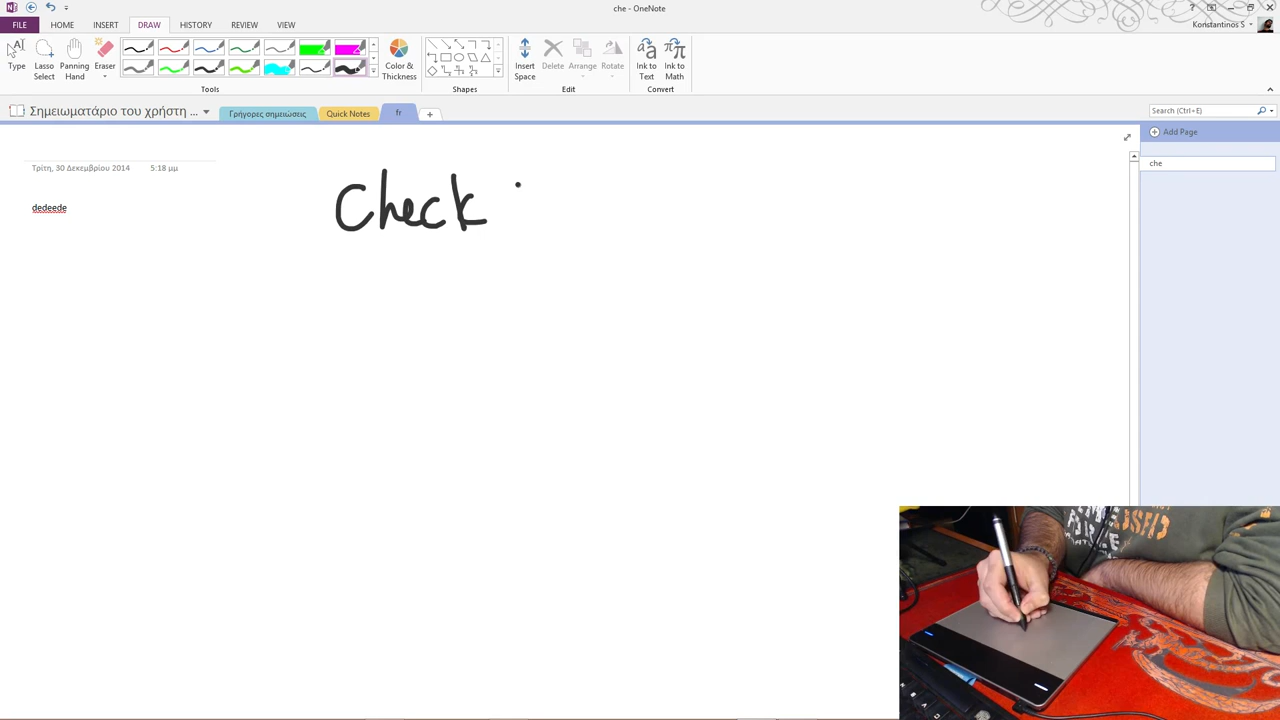 che - OneNote
FILE HOME INSERT DRAW HISTORY REVIEW VIEW
Konstantinos S
Type
Lasso Select
Panning Hand
Eraser
Color & Thickness
Insert Space
Delete
Arrange
Rotate
Ink to Text
Ink to Math
Tools Shapes Edit Convert
Σημειωματάριο του χρήστη ... Γρήγορες σημειώσεις Quick Notes fr Search (Ctrl+E)
Add Page
che
Τρίτη, 30 Δεκεμβρίου 2014 5:18 μμ
dedeede
Check